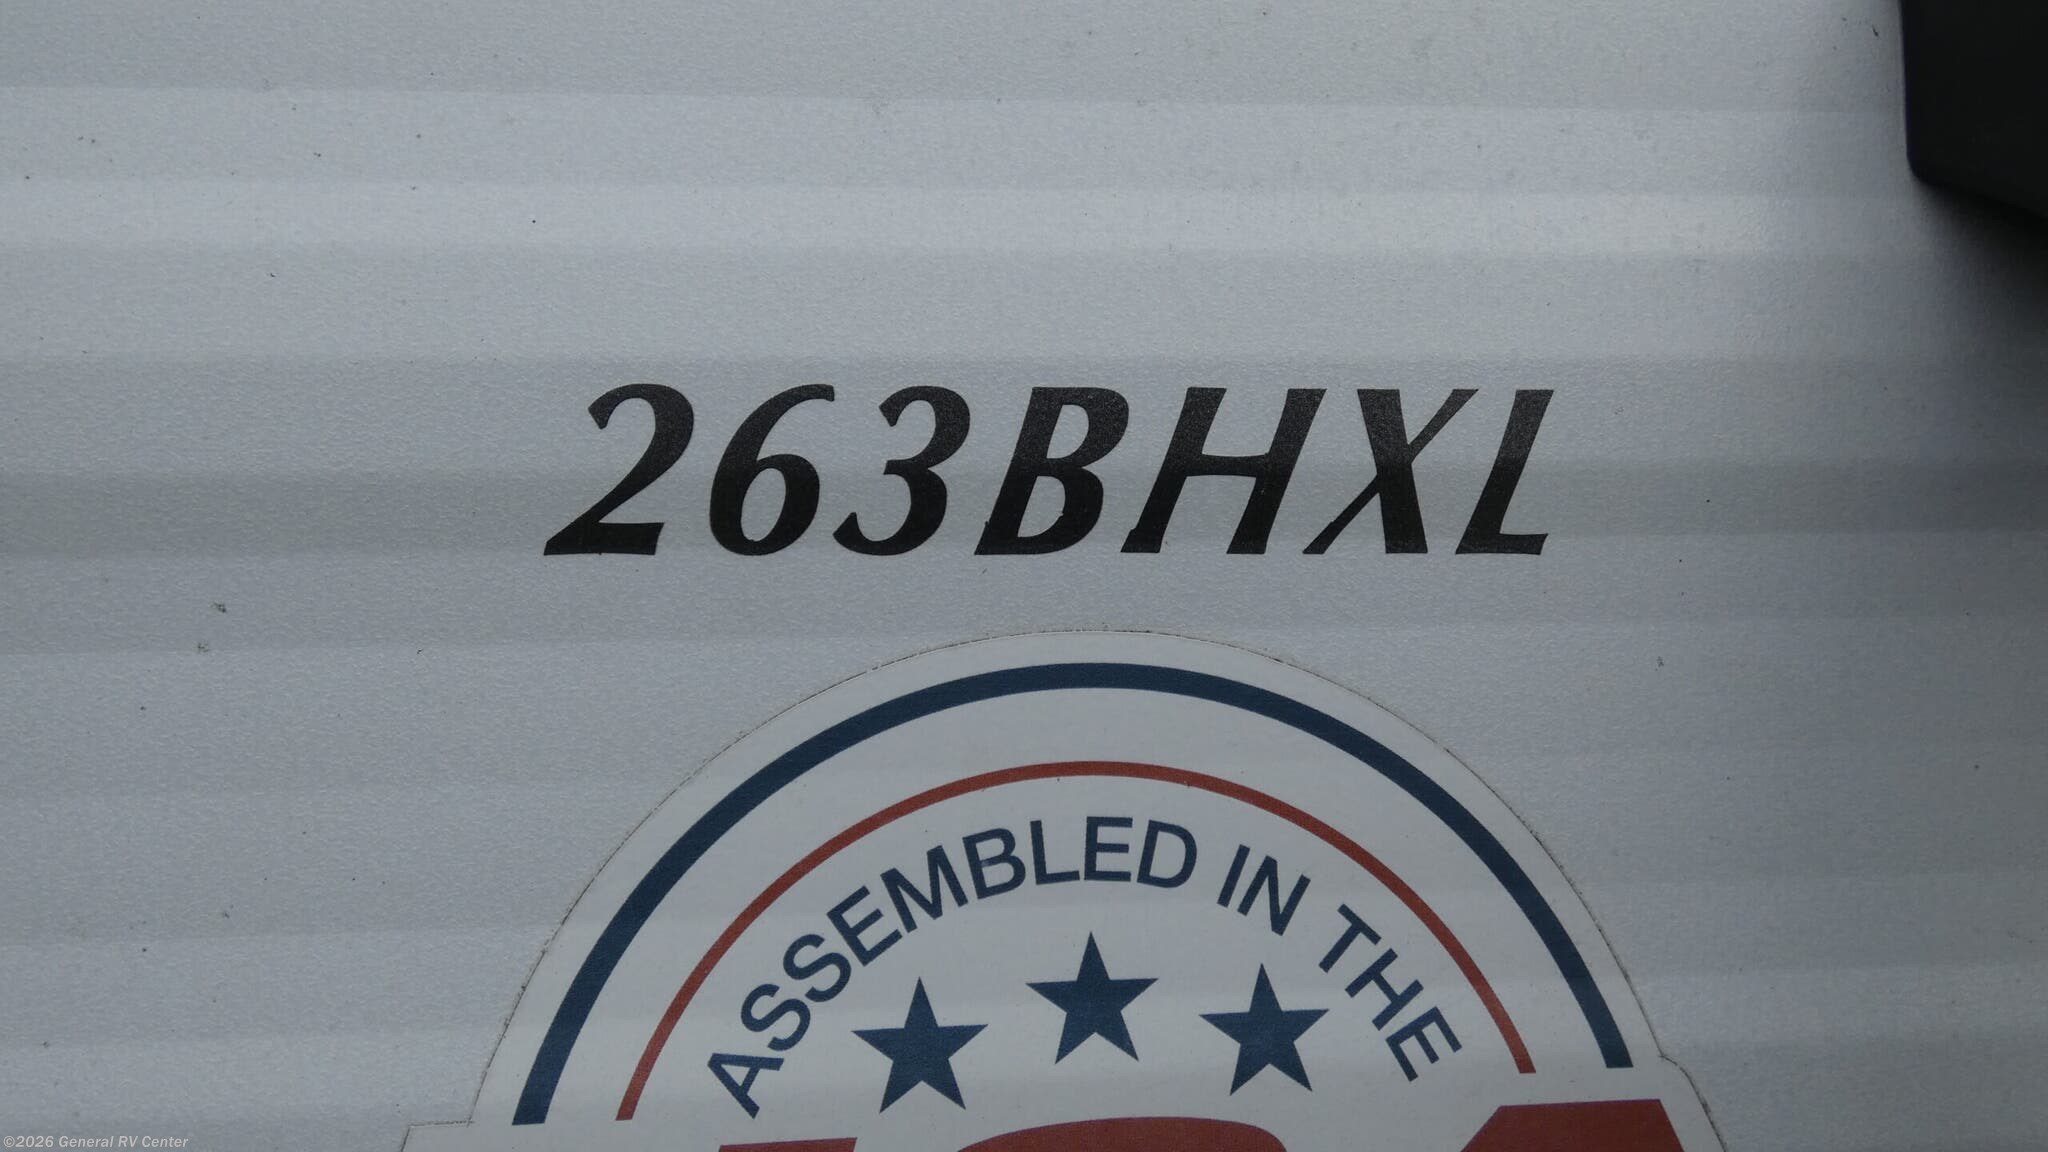 263BHXL
ASSEMBLED IN THE
©2026 General RV Center